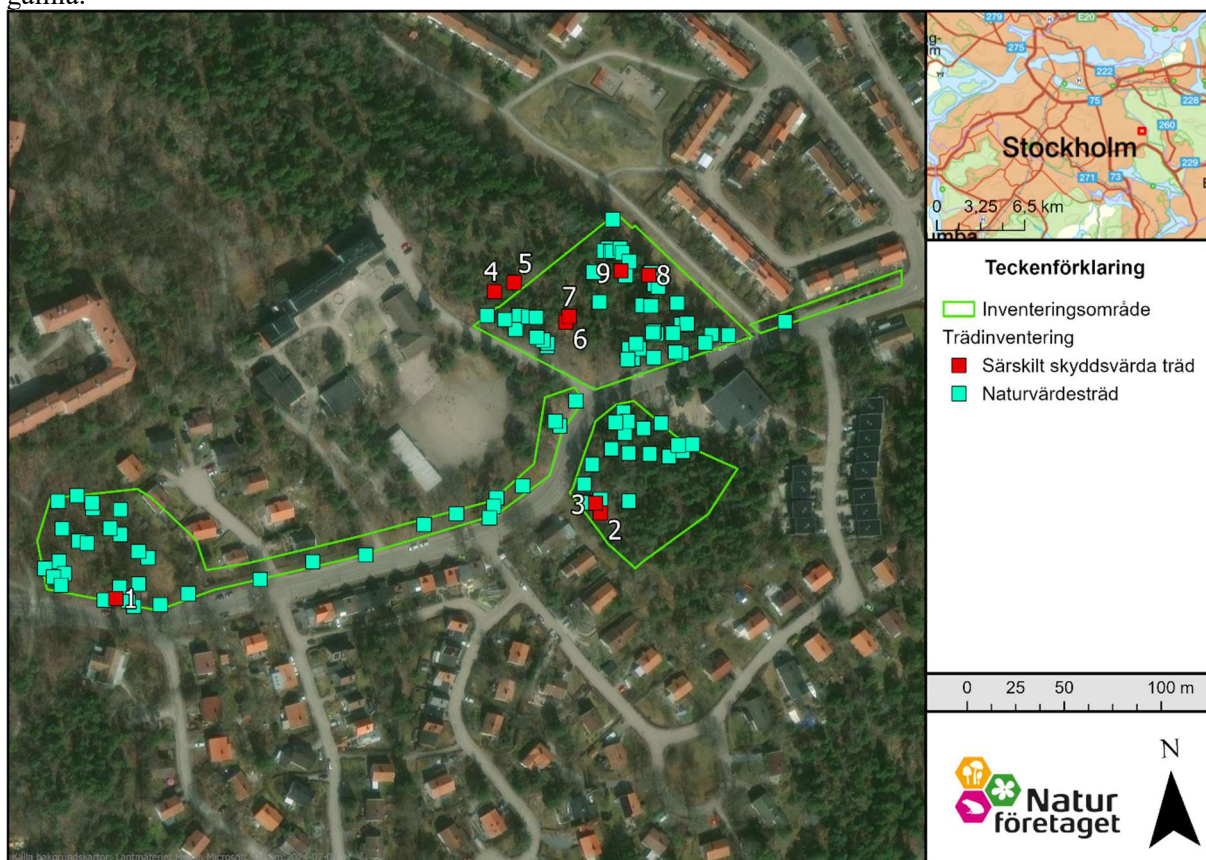 4
5
7
6
9
8
3
2
1
279
E20
275
222
75
228
260
Stockholm
229
271
73
0 3,25 6,5 km
Teckenförklaring
Inventeringsområde
Trädinventering
Särskilt skyddsvärda träd
Naturvärdesträd
0 25 50 100 m
N
Natur
företaget